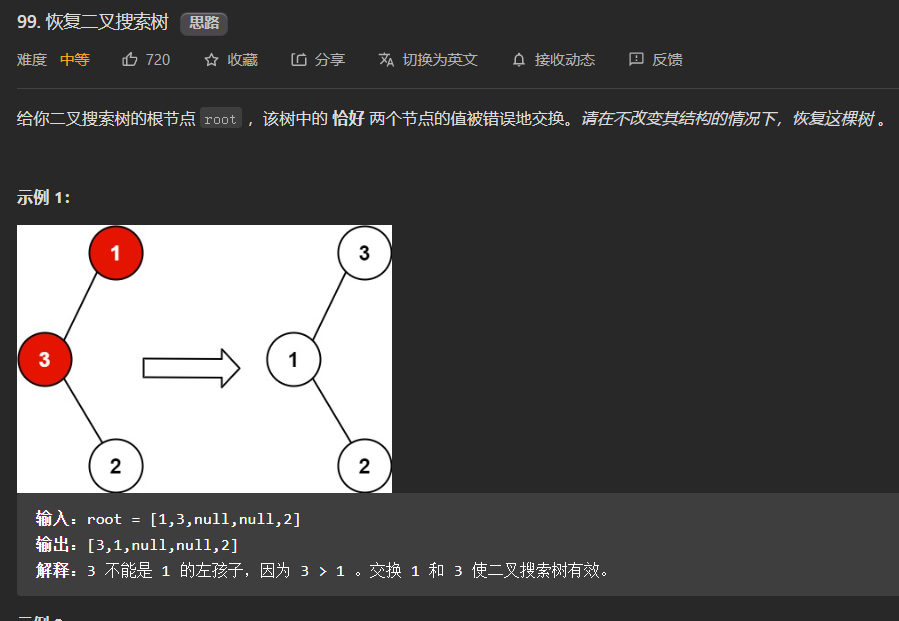 99. 恢复二叉搜索树 思路
难度 中等 720 收藏 分享 切换为英文 接收动态 反馈
给你二叉搜索树的根节点 root ，该树中的 恰好 两个节点的值被错误地交换。请在不改变其结构的情况下，恢复这棵树 。
示例 1：
1 3
3 1
2 2
输入：root = [1,3,null,null,2]
输出：[3,1,null,null,2]
解释：3 不能是 1 的左孩子，因为 3 > 1 。交换 1 和 3 使二叉搜索树有效。